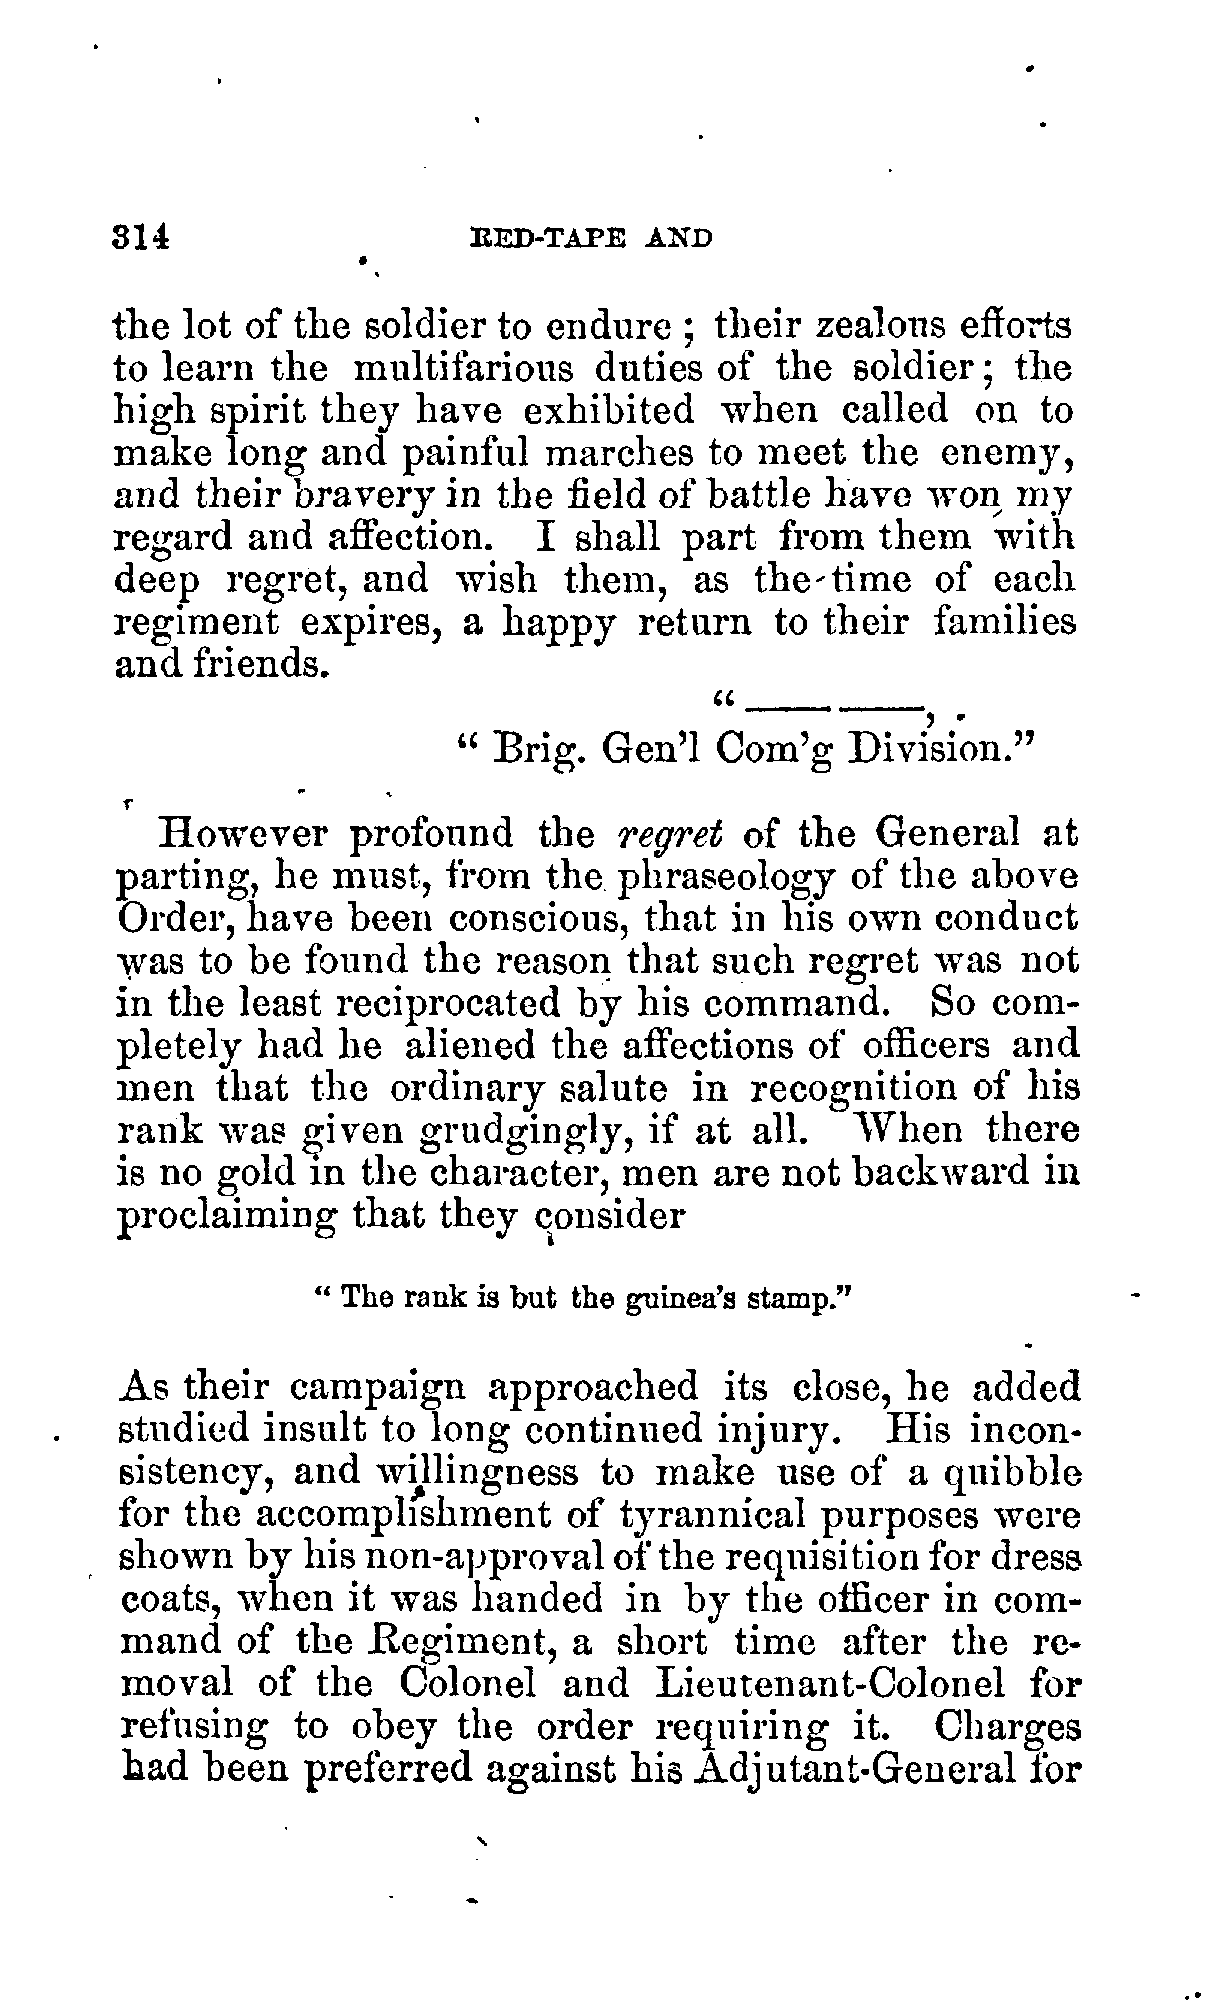 314 RED-TAPE AND
the lot of the soldier to endure ; their zealous efforts
to learn the multifarious duties of the soldier; the
high spirit they have exhibited when called on to
make long and painful marches to meet the enemy,
and their bravery in the field of battle have won my
regard and affection. I shall part from them with
deep regret, and wish them, as the time of each
regiment expires, a happy return to their families
and friends.
“ —— ——,
“ Brig. Gen’l Com’g Division.”
However profound the regret of the General at
parting, he must, from the phraseology of the above
Order, have been conscious, that in his own conduct
was to be found the reason that such regret was not
in the least reciprocated by his command. So com-
pletely had he aliened the affections of officers and
men that the ordinary salute in recognition of his
rank was given grudgingly, if at all. When there
is no gold in the character, men are not backward in
proclaiming that they consider
“ The rank is but the guinea’s stamp.”
As their campaign approached its close, he added
studied insult to long continued injury. His incon-
sistency, and willingness to make use of a quibble
for the accomplishment of tyrannical purposes were
shown by his non-approval of the requisition for dress
coats, when it was handed in by the officer in com-
mand of the Regiment, a short time after the re-
moval of the Colonel and Lieutenant-Colonel for
refusing to obey the order requiring it. Charges
had been preferred against his Adjutant-General for